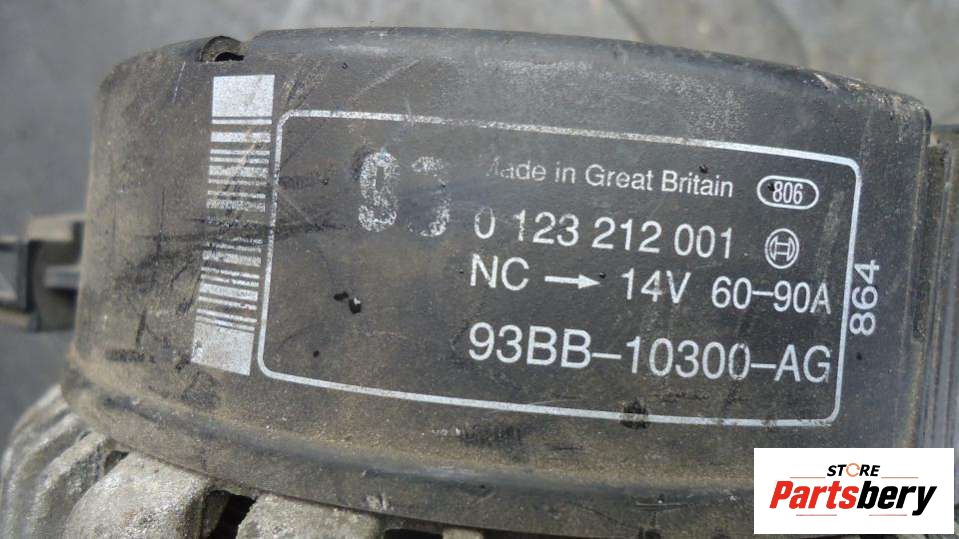 93
Made in Great Britain
806
0 123 212 001
NC → 14V 60–90A
93BB–10300–AG
864
STORE
Partsbery